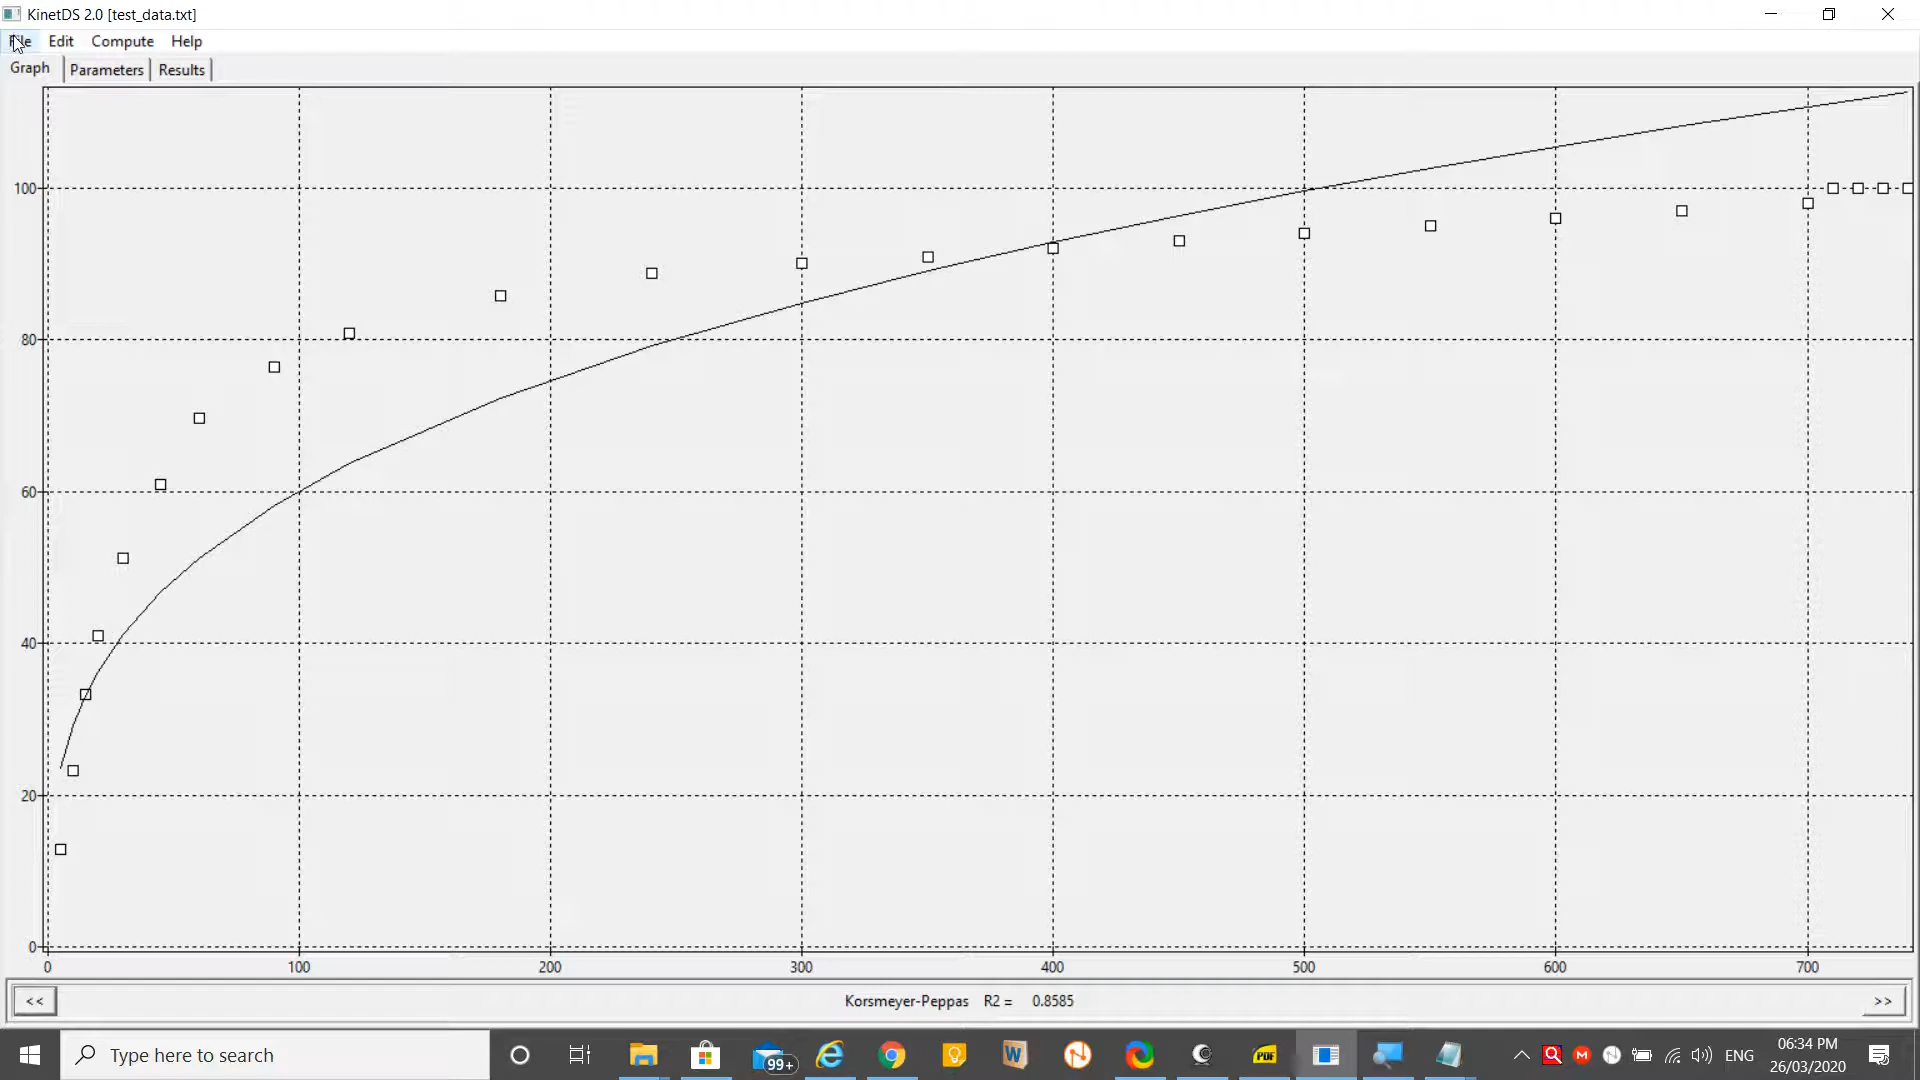 KinetDS 2.0 [test_data.txt]
File Edit Compute Help
Graph Parameters Results
100
80
60
40
20
0
0 100 200 300 400 500 600 700
<< Korsmeyer-Peppas R2 = 0.8585 >>
Type here to search
99+
PDF
ENG
06:34 PM
26/03/2020